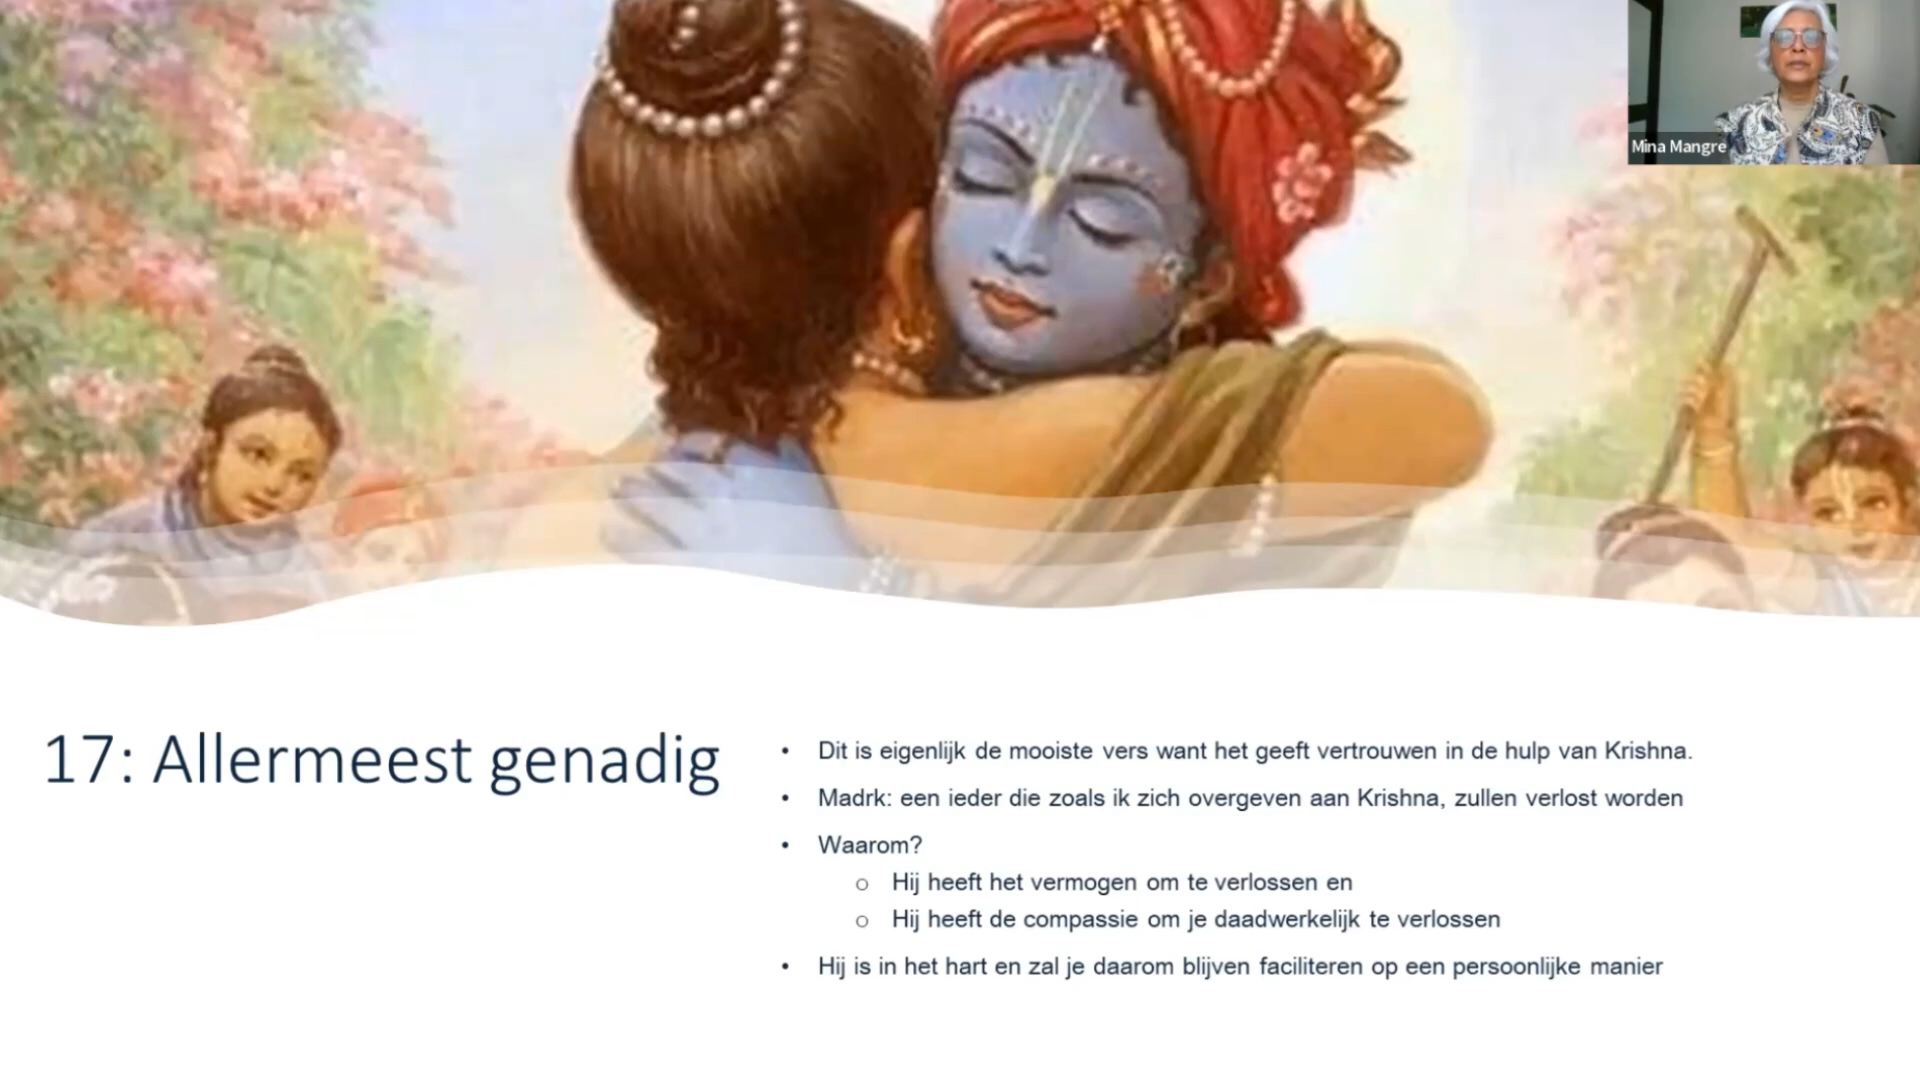 Mina Mangre
17: Allermeest genadig
• Dit is eigenlijk de mooiste vers want het geeft vertrouwen in de hulp van Krishna.
• Madrk: een ieder die zoals ik zich overgeven aan Krishna, zullen verlost worden
• Waarom?
o Hij heeft het vermogen om te verlossen en
o Hij heeft de compassie om je daadwerkelijk te verlossen
• Hij is in het hart en zal je daarom blijven faciliteren op een persoonlijke manier